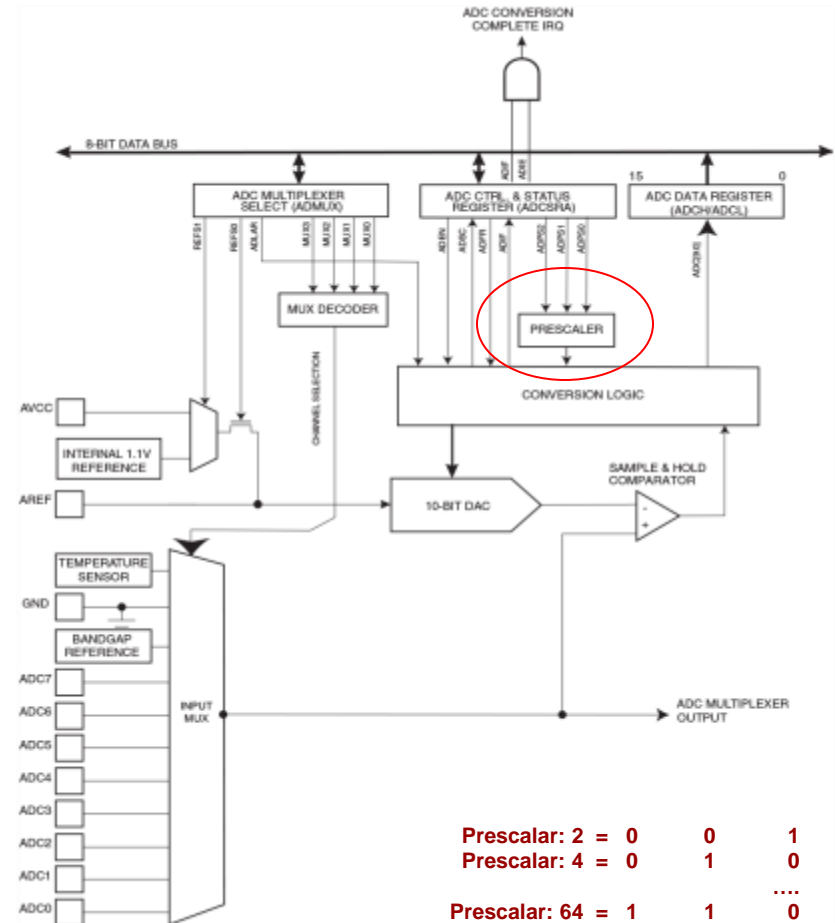 ADC CONVERSION
COMPLETE IRQ
8-BIT DATA BUS
ADIF
ADIE
15
0
ADC MULTIPLEXER
SELECT (ADMUX)
ADC CTRL. & STATUS
REGISTER (ADCSRA)
ADC DATA REGISTER
(ADCH/ADCL)
REFS1
REFS0
ADLAR
MUX3
MUX2
MUX1
MUX0
ADEN
ADSC
ADFR
ADIF
ADPS2
ADPS1
ADPS0
ADC[9:0]
MUX DECODER
PRESCALER
CHANNEL SELECTION
CONVERSION LOGIC
AVCC
INTERNAL 1.1V
REFERENCE
SAMPLE & HOLD
COMPARATOR
AREF
10-BIT DAC
-
+
TEMPERATURE
SENSOR
GND
BANDGAP
REFERENCE
ADC7
ADC6
ADC5
ADC4
ADC3
ADC2
ADC1
ADC0
INPUT
MUX
ADC MULTIPLEXER
OUTPUT
Prescalar: 2 = 0 0 1
Prescalar: 4 = 0 1 0
....
Prescalar: 64 = 1 1 0